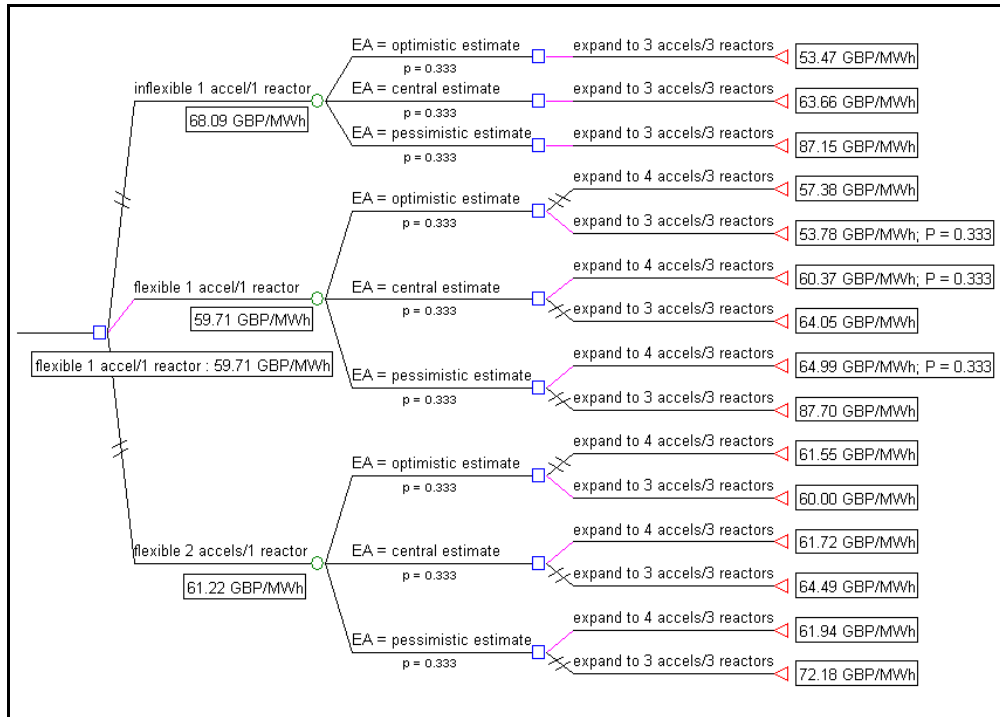 EA = optimistic estimate
p = 0.333
expand to 3 accels/3 reactors
53.47 GBP/MWh
inflexible 1 accel/1 reactor
68.09 GBP/MWh
EA = central estimate
p = 0.333
expand to 3 accels/3 reactors
63.66 GBP/MWh
EA = pessimistic estimate
p = 0.333
expand to 3 accels/3 reactors
87.15 GBP/MWh
EA = optimistic estimate
p = 0.333
expand to 4 accels/3 reactors
57.38 GBP/MWh
expand to 3 accels/3 reactors
53.78 GBP/MWh; P = 0.333
flexible 1 accel/1 reactor
59.71 GBP/MWh
EA = central estimate
p = 0.333
expand to 4 accels/3 reactors
60.37 GBP/MWh; P = 0.333
expand to 3 accels/3 reactors
64.05 GBP/MWh
flexible 1 accel/1 reactor : 59.71 GBP/MWh
EA = pessimistic estimate
p = 0.333
expand to 4 accels/3 reactors
64.99 GBP/MWh; P = 0.333
expand to 3 accels/3 reactors
87.70 GBP/MWh
EA = optimistic estimate
p = 0.333
expand to 4 accels/3 reactors
61.55 GBP/MWh
expand to 3 accels/3 reactors
60.00 GBP/MWh
flexible 2 accels/1 reactor
61.22 GBP/MWh
EA = central estimate
p = 0.333
expand to 4 accels/3 reactors
61.72 GBP/MWh
expand to 3 accels/3 reactors
64.49 GBP/MWh
EA = pessimistic estimate
p = 0.333
expand to 4 accels/3 reactors
61.94 GBP/MWh
expand to 3 accels/3 reactors
72.18 GBP/MWh